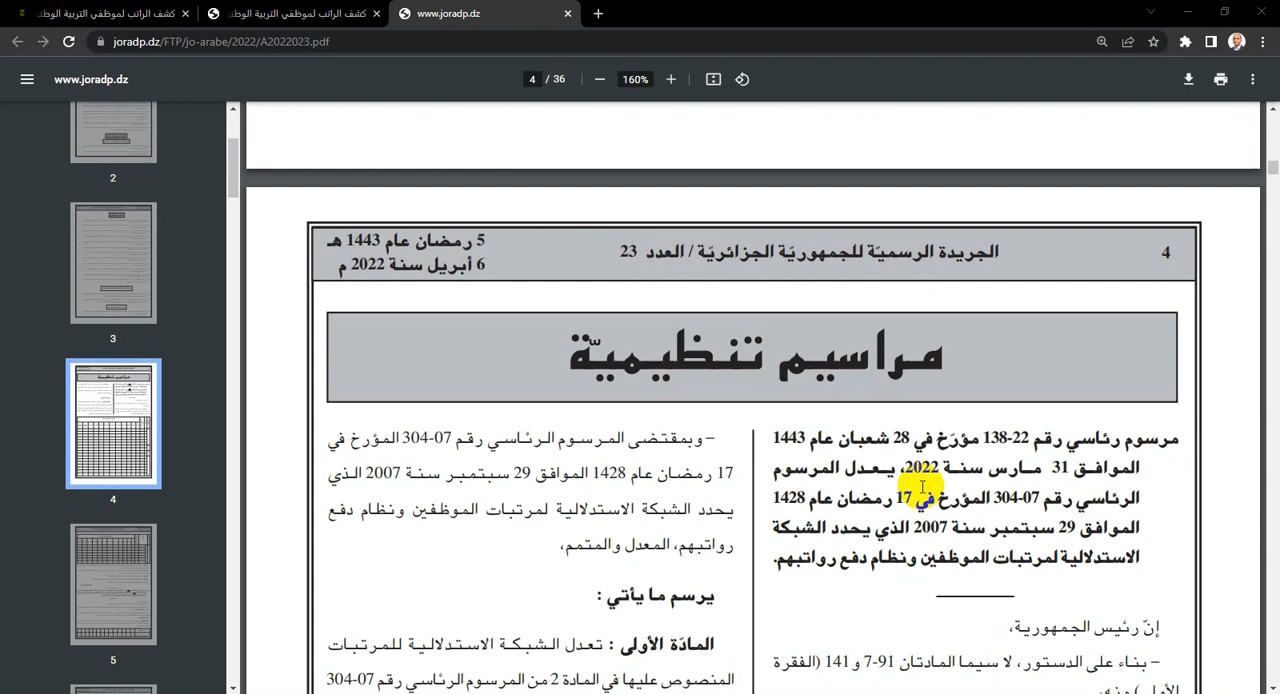 كشف الراتب لموظفي التربية الوطن
كشف الراتب لموظفي التربية الوطني
www.joradp.dz
joradp.dz/FTP/jo-arabe/2022/A2022023.pdf
www.joradp.dz
4 / 36
160%
2
3
4
5
4
الجريدة الرسميّة للجمهوريّة الجزائريّة / العدد 23
5 رمضان عام 1443 هـ
6 أبريل سنة 2022 م
مراسيم تنظيميّة
مرسوم رئاسي رقم 22-138 مؤرّخ في 28 شعبان عام 1443
الموافق 31 مارس سنة 2022، يعدل المرسوم
الرئاسي رقم 07-304 المؤرخ في 17 رمضان عام 1428
الموافق 29 سبتمبر سنة 2007 الذي يحدد الشبكة
الاستدلالية لمرتبات الموظفين ونظام دفع رواتبهم.
إنّ رئيس الجمهورية،
– بناء على الدستور، لا سيما المادتان 91-7 و 141 (الفقرة
الأولى) منه،
– وبمقتضى المرسوم الرئاسي رقم 07-304 المؤرخ في
17 رمضان عام 1428 الموافق 29 سبتمبر سنة 2007 الذي
يحدد الشبكة الاستدلالية لمرتبات الموظفين ونظام دفع
رواتبهم، المعدل والمتمم،
يرسم ما يأتي :
المادّة الأولى : تعدل الشبكة الاستدلالية للمرتبات
المنصوص عليها في المادة 2 من المرسوم الرئاسي رقم 07-304